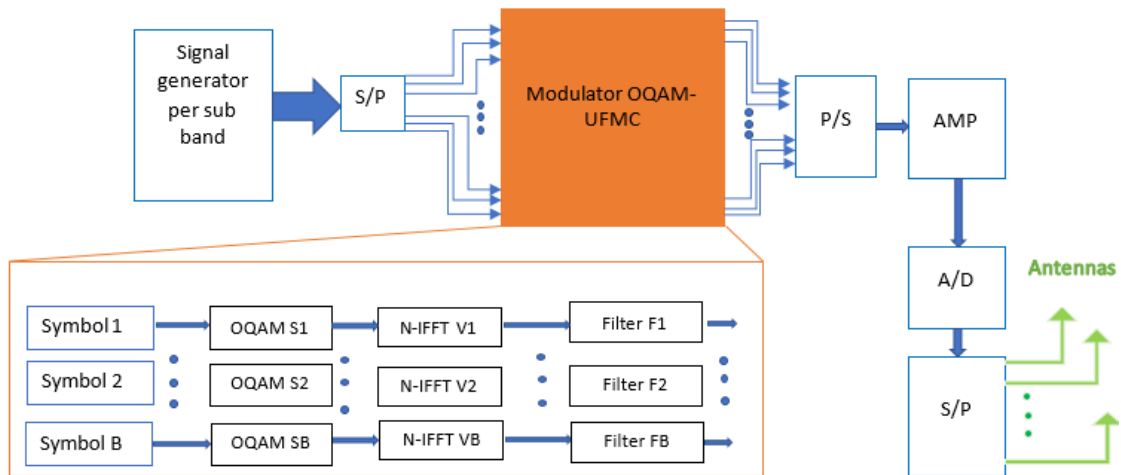 Signal
generator
per sub
band
S/P
Modulator OQAM-
UFMC
P/S
AMP
A/D
Antennas
S/P
Symbol 1
OQAM S1
N-IFFT V1
Filter F1
Symbol 2
OQAM S2
N-IFFT V2
Filter F2
Symbol B
OQAM SB
N-IFFT VB
Filter FB